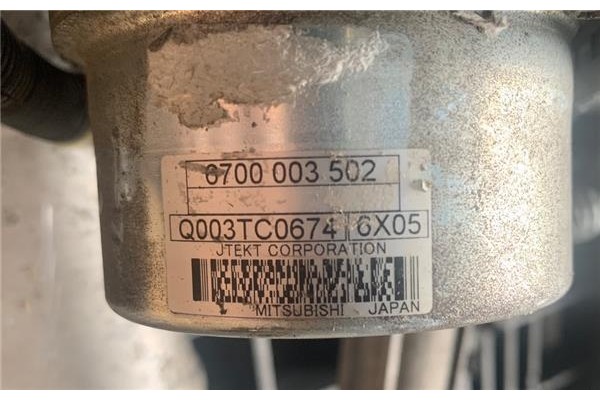 6700 003 502
Q003TC0674 6X05
JTEKT CORPORATION
MITSUBISHI JAPAN